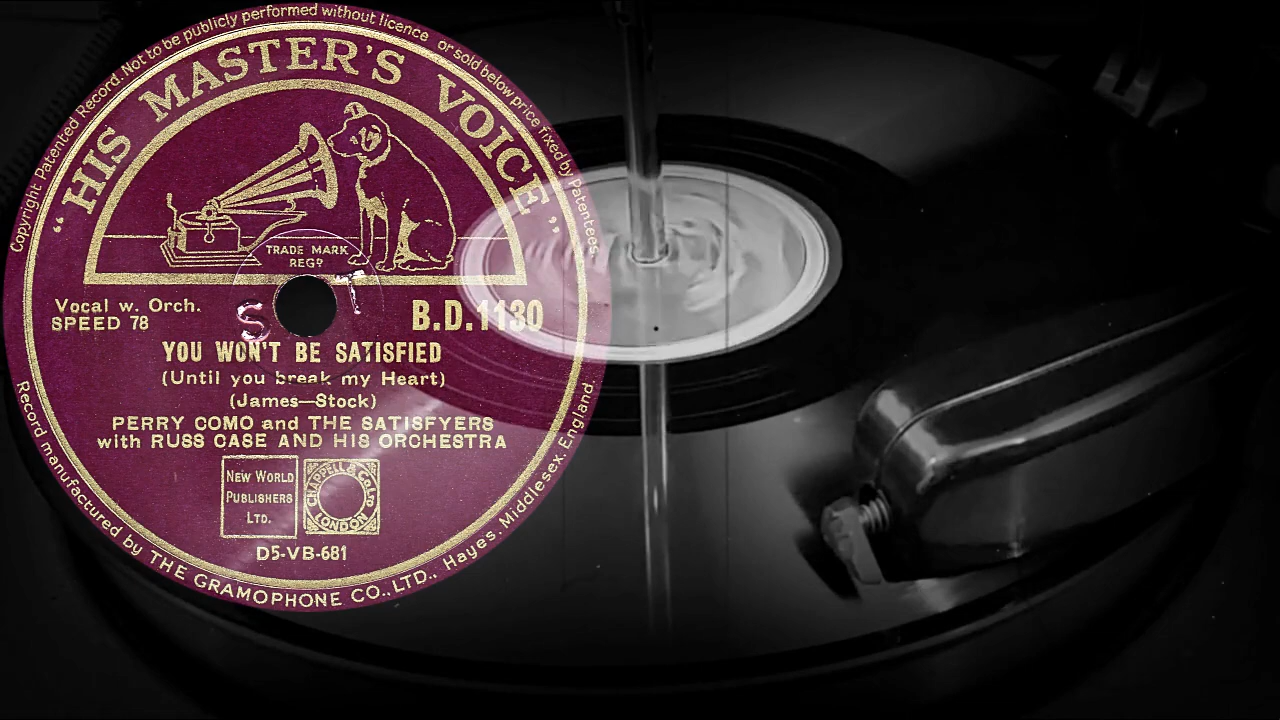 Copyright Patented Record. Not to be publicly performed without licence or sold below price fixed by Patentees.
"HIS MASTER'S VOICE"
TRADE MARK
REGD
S T
Vocal w. Orch.
SPEED 78
B.D.1130
YOU WON'T BE SATISFIED
(Until you break my Heart)
(James—Stock)
PERRY COMO and THE SATISFYERS
with RUSS CASE AND HIS ORCHESTRA
NEW WORLD
PUBLISHERS
LTD.
CHAPPELL & CO LTD
LONDON
D5-VB-681
Record manufactured by THE GRAMOPHONE CO., LTD., Hayes, Middlesex, England.